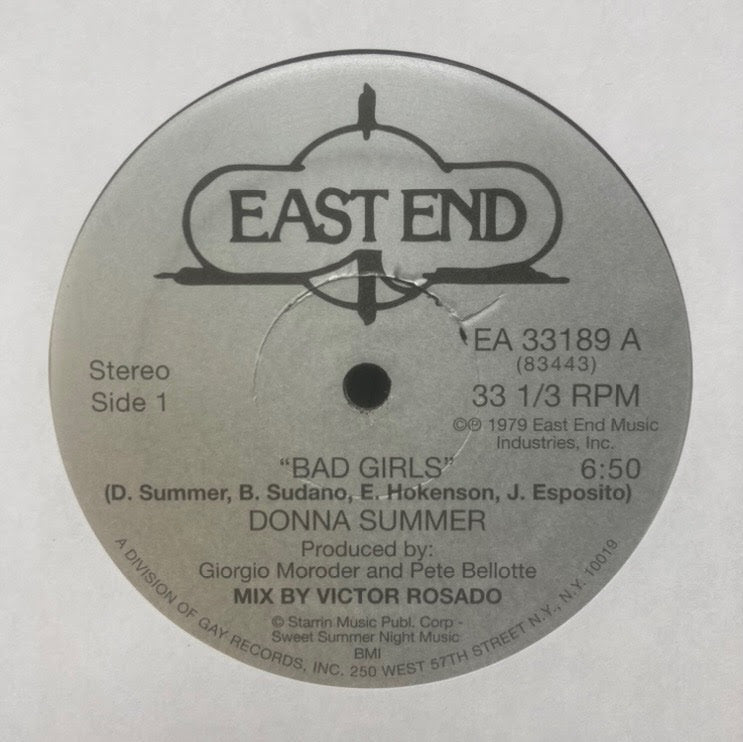 EAST END
EA 33189 A
(83443)
Stereo
Side 1
33 1/3 RPM
©℗ 1979 East End Music
Industries, Inc.
“BAD GIRLS” 6:50
(D. Summer, B. Sudano, E. Hokenson, J. Esposito)
DONNA SUMMER
Produced by:
Giorgio Moroder and Pete Bellotte
MIX BY VICTOR ROSADO
© Starrin Music Publ. Corp -
Sweet Summer Night Music
BMI
A DIVISION OF GAY RECORDS, INC. 250 WEST 57TH STREET N.Y., N.Y. 10019